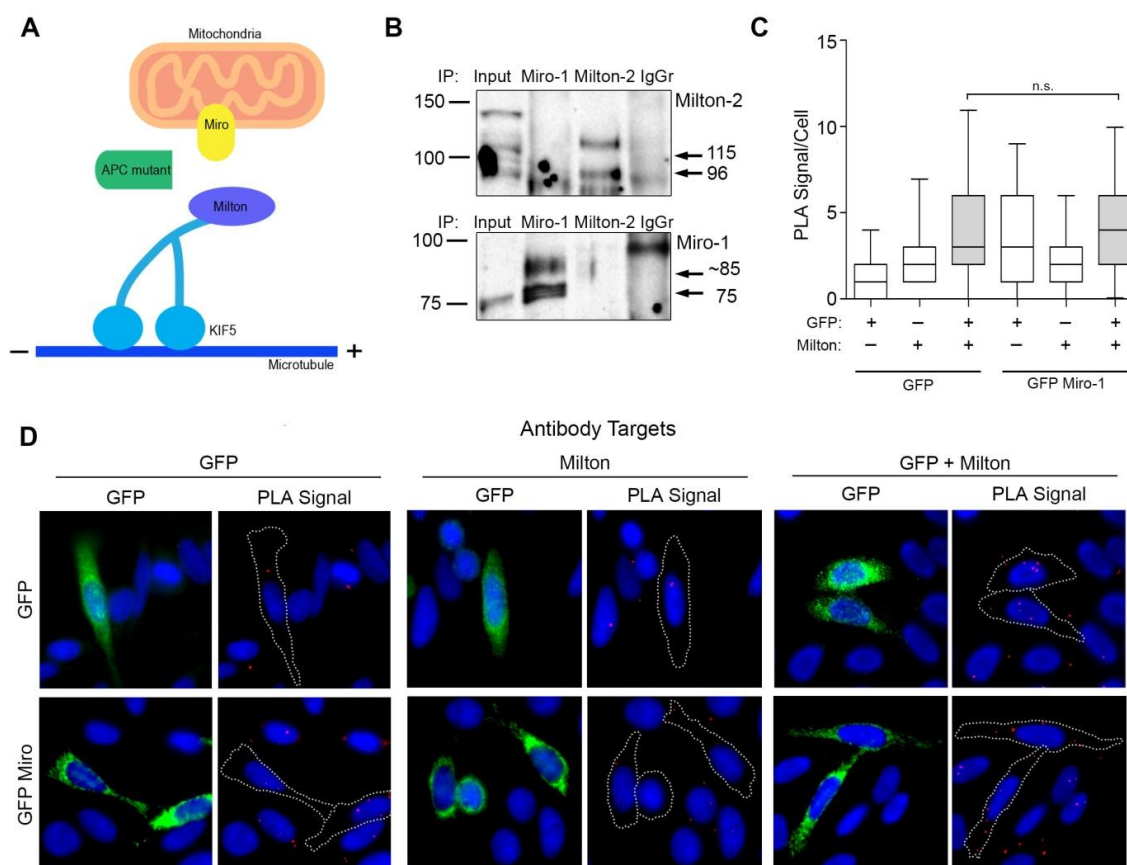 A
Mitochondria
Miro
APC mutant
Milton
KIF5
−
+
Microtubule
B
IP: Input Miro-1 Milton-2 IgGr
150
Milton-2
100
115
96
Input Miro-1 Milton-2 IgGr
100
Miro-1
~85
75
75
C
15
n.s.
10
PLA Signal/Cell
5
0
GFP: + − + + − +
Milton: − + + − + +
GFP GFP Miro-1
D
Antibody Targets
GFP Milton GFP + Milton
GFP PLA Signal GFP PLA Signal GFP PLA Signal
GFP
GFP Miro